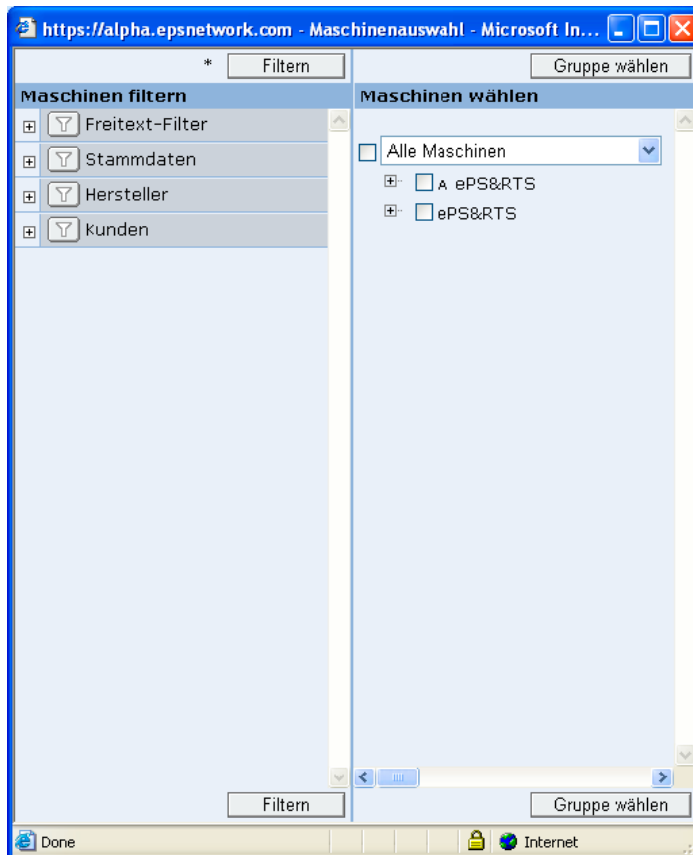 https://alpha.epsnetwork.com - Maschinenauswahl - Microsoft In...
* Filtern
Gruppe wählen
Maschinen filtern
Maschinen wählen
Freitext-Filter
Stammdaten
Hersteller
Kunden
Alle Maschinen
A ePS&RTS
ePS&RTS
Filtern
Gruppe wählen
Done
Internet